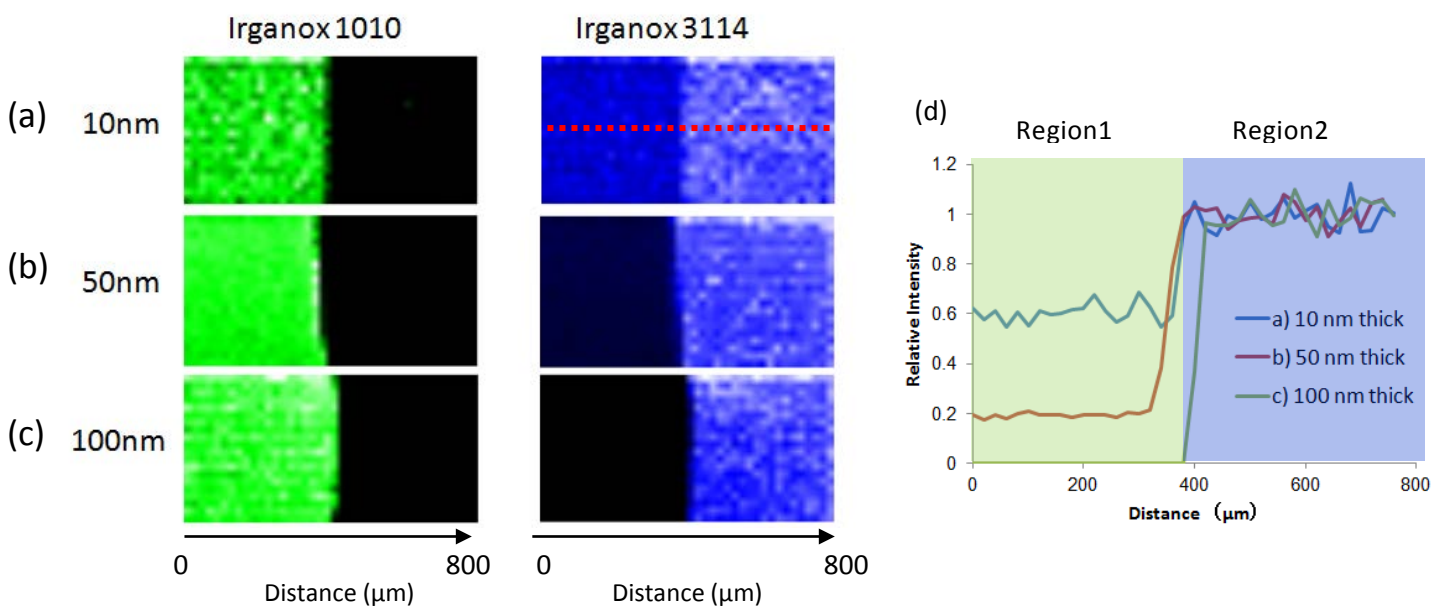 Irganox 1010
Irganox 3114
(a)
10nm
(b)
50nm
(c)
100nm
0
800
Distance (µm)
0
800
Distance (µm)
(d)
Region1
Region2
Relative Intensity
1.2
1
0.8
0.6
0.4
0.2
0
a) 10 nm thick
b) 50 nm thick
c) 100 nm thick
0
200
400
600
800
Distance (µm)